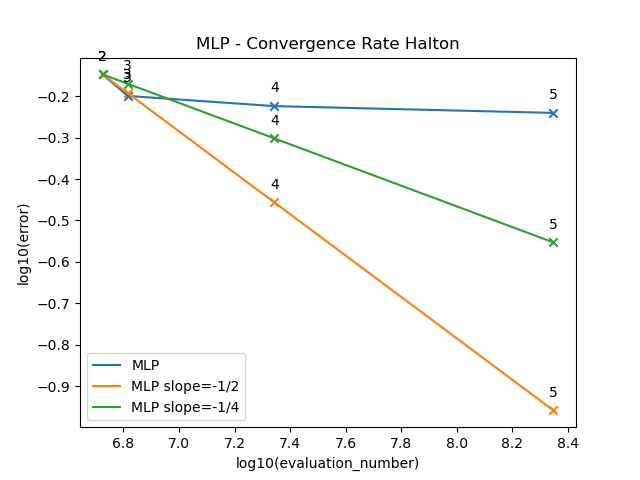 MLP - Convergence Rate Halton
2
3
3
4
4
4
5
5
5
−0.2
−0.3
−0.4
−0.5
−0.6
−0.7
−0.8
−0.9
log10(error)
MLP
MLP slope=-1/2
MLP slope=-1/4
6.8 7.0 7.2 7.4 7.6 7.8 8.0 8.2 8.4
log10(evaluation_number)